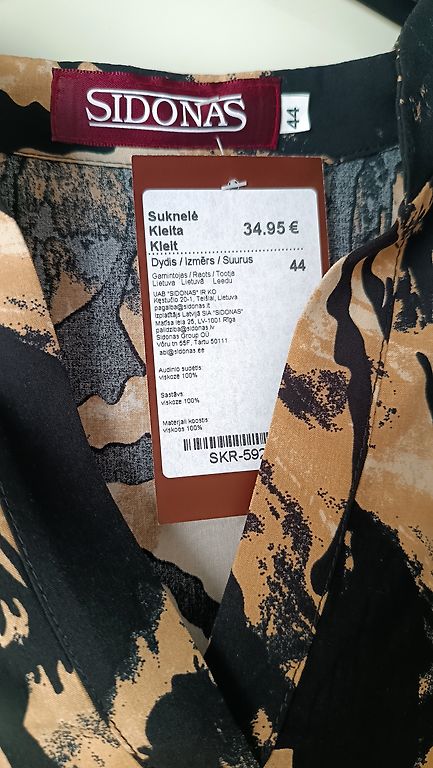 SIDONAS
44
Suknelė
Kleita
Kleit
34.95 €
Dydis / Izmērs / Suurus
44
Gamintojas / Ražots / Tootja
Lietuva Lietuvā Leedu
UAB "SIDONAS" IR KO
Kęstučio 20-1, Telšiai, Lietuva
pagalba@sidonas.lt
Izplatītājs Latvijā SIA "SIDONAS"
Matīsa iela 25, LV-1001 Rīga
palidziba@sidonas.lv
Sidonas Group OÜ
Võru tn 55F, Tartu 50111
abi@sidonas.ee
Audinio sudėtis:
viskozė 100%
Sastāvs:
viskoze 100%
Materjali koostis:
viskoos 100%
SKR-592